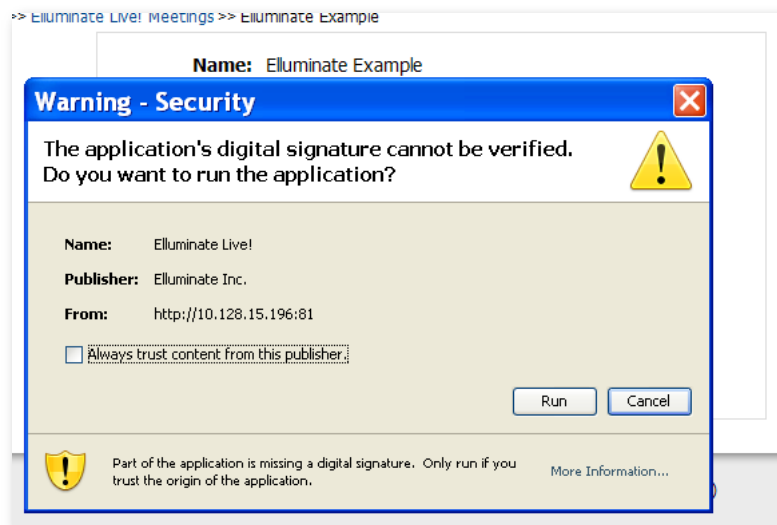 >> Elluminate Live! Meetings >> Elluminate Example
Name: Elluminate Example
Warning - Security
The application's digital signature cannot be verified.
Do you want to run the application?
Name: Elluminate Live!
Publisher: Elluminate Inc.
From: http://10.128.15.196:81
Always trust content from this publisher.
Run Cancel
Part of the application is missing a digital signature. Only run if you
trust the origin of the application.
More Information...